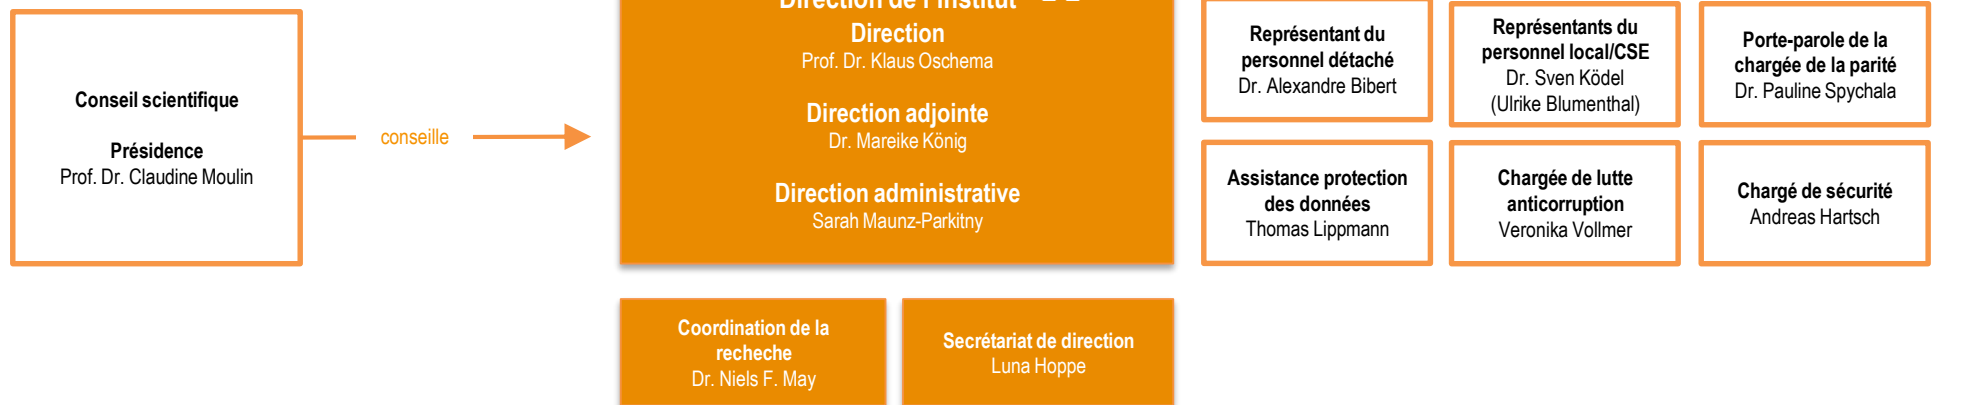 Conseil scientifique
Présidence
Prof. Dr. Claudine Moulin
conseille
Direction de l'Institut
Direction
Prof. Dr. Klaus Oschema
Direction adjointe
Dr. Mareike König
Direction administrative
Sarah Maunz-Parkitny
Représentant du
personnel détaché
Dr. Alexandre Bibert
Représentants du
personnel local/CSE
Dr. Sven Ködel
(Ulrike Blumenthal)
Porte-parole de la
chargée de la parité
Dr. Pauline Spychala
Assistance protection
des données
Thomas Lippmann
Chargée de lutte
anticorruption
Veronika Vollmer
Chargé de sécurité
Andreas Hartsch
Coordination de la
recheche
Dr. Niels F. May
Secrétariat de direction
Luna Hoppe